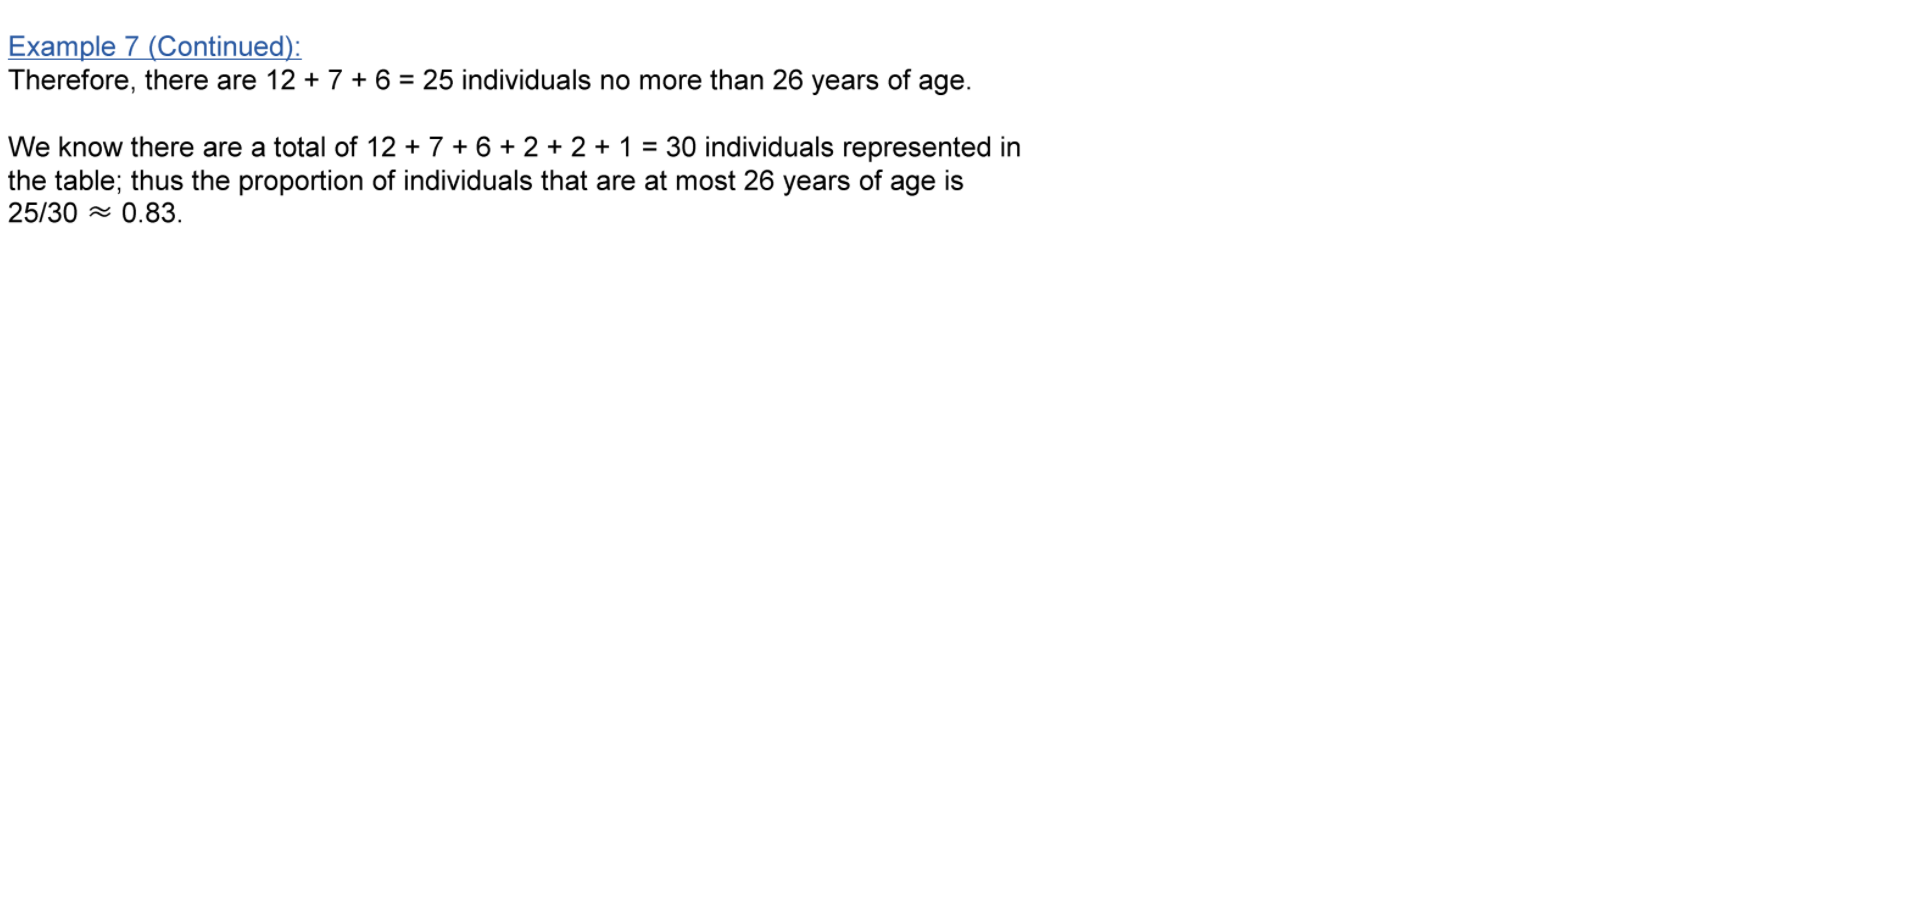 Example 7 (Continued):
Therefore, there are 12 + 7 + 6 = 25 individuals no more than 26 years of age.
We know there are a total of 12 + 7 + 6 + 2 + 2 + 1 = 30 individuals represented in
the table; thus the proportion of individuals that are at most 26 years of age is
25/30 ≈ 0.83.